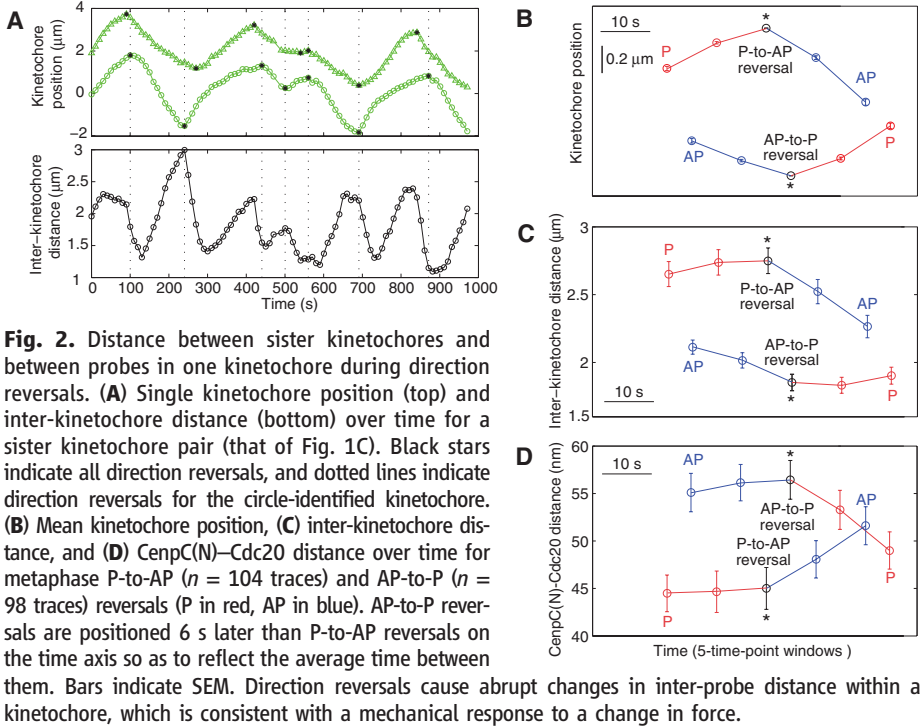 A
Kinetochore
position (μm)
4
2
0
−2
Inter−kinetochore
distance (μm)
3
2.5
2
1.5
1
0 100 200 300 400 500 600 700 800 900 1000
Time (s)
B
Kinetochore position
10 s
0.2 μm
P
*
P-to-AP
reversal
AP
AP
AP-to-P
reversal
*
P
C
Inter−kinetochore distance (μm)
3
2.5
2
1.5
P
*
P-to-AP
reversal
AP
AP
AP-to-P
reversal
*
P
10 s
D
CenpC(N)-Cdc20 distance (nm)
60
55
50
45
40
10 s
AP
*
AP-to-P
reversal
P-to-AP
reversal
AP
P
*
P
Time (5-time-point windows )
Fig. 2. Distance between sister kinetochores and
between probes in one kinetochore during direction
reversals. (A) Single kinetochore position (top) and
inter-kinetochore distance (bottom) over time for a
sister kinetochore pair (that of Fig. 1C). Black stars
indicate all direction reversals, and dotted lines indicate
direction reversals for the circle-identified kinetochore.
(B) Mean kinetochore position, (C) inter-kinetochore dis-
tance, and (D) CenpC(N)–Cdc20 distance over time for
metaphase P-to-AP (n = 104 traces) and AP-to-P (n =
98 traces) reversals (P in red, AP in blue). AP-to-P rever-
sals are positioned 6 s later than P-to-AP reversals on
the time axis so as to reflect the average time between
them. Bars indicate SEM. Direction reversals cause abrupt changes in inter-probe distance within a
kinetochore, which is consistent with a mechanical response to a change in force.